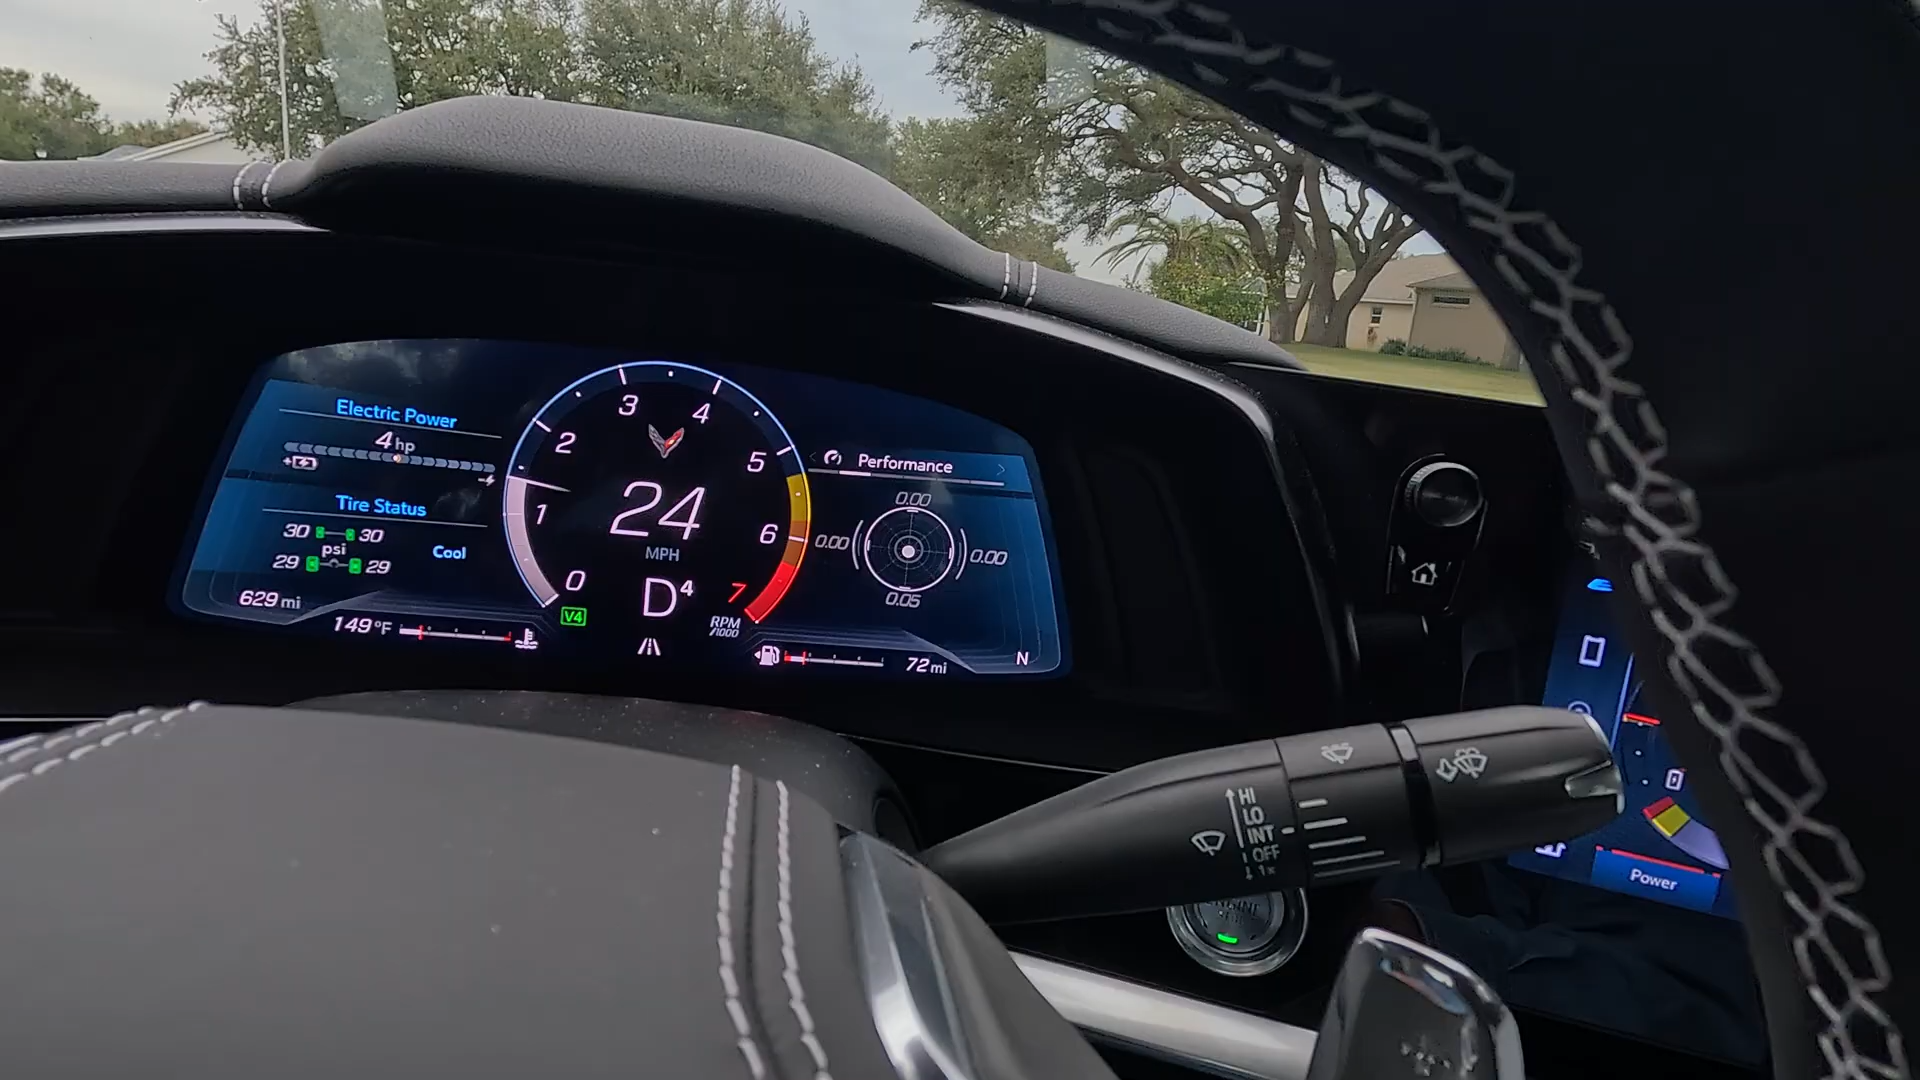 Electric Power
4 hp
Tire Status
30 30
psi
Cool
29 29
629 mi
149°F
0
1
2
3
4
5
6
7
24
MPH
D4
V4
RPM
/1000
Performance
0.00
0.00 0.00
0.05
72 mi
N
HI
LO
INT
OFF
1x
ENGINE
Power